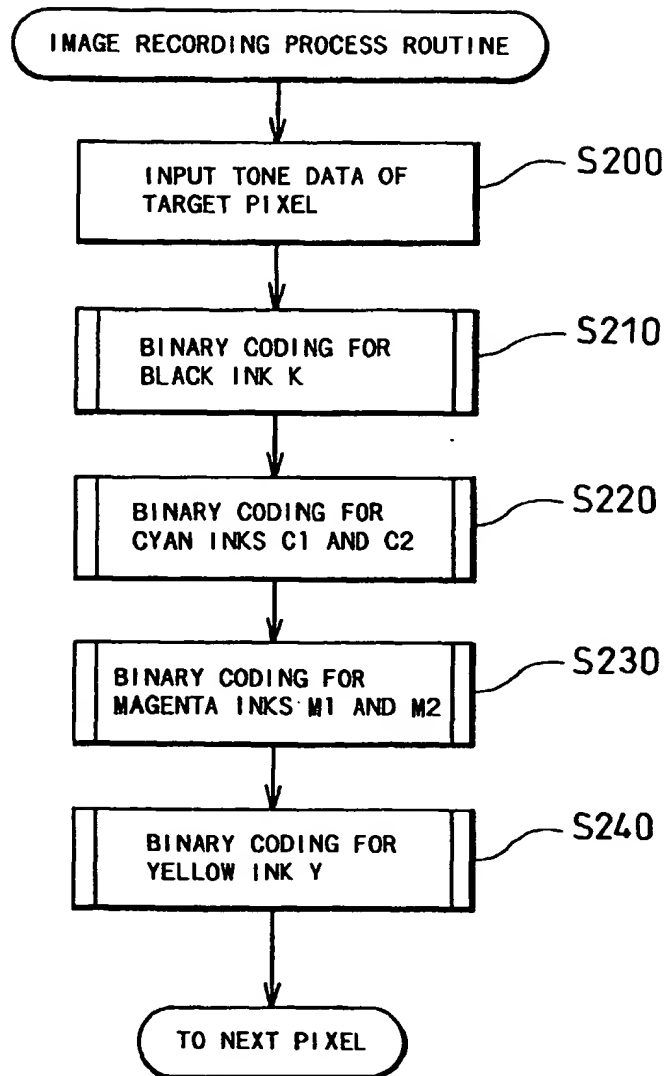 IMAGE RECORDING PROCESS ROUTINE
INPUT TONE DATA OF
TARGET PIXEL
S200
BINARY CODING FOR
BLACK INK K
S210
BINARY CODING FOR
CYAN INKS C1 AND C2
S220
BINARY CODING FOR
MAGENTA INKS M1 AND M2
S230
BINARY CODING FOR
YELLOW INK Y
S240
TO NEXT PIXEL